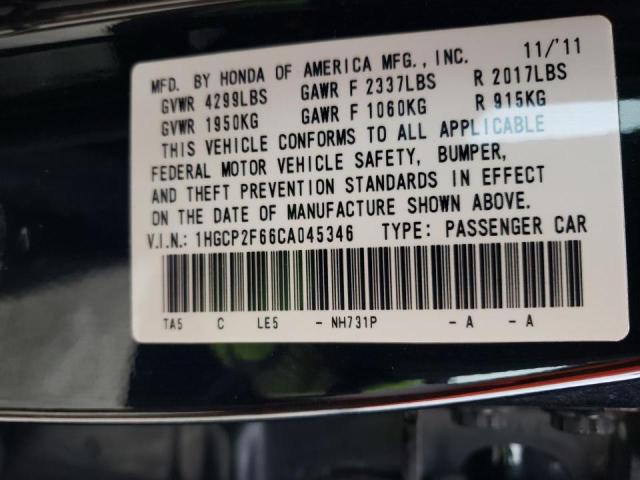 MFD. BY HONDA OF AMERICA MFG., INC. 11/'11
GVWR 4299LBS GAWR F 2337LBS R 2017LBS
GVWR 1950KG GAWR F 1060KG R 915KG
THIS VEHICLE CONFORMS TO ALL APPLICABLE
FEDERAL MOTOR VEHICLE SAFETY, BUMPER,
AND THEFT PREVENTION STANDARDS IN EFFECT
ON THE DATE OF MANUFACTURE SHOWN ABOVE.
V.I.N.: 1HGCP2F66CA045346 TYPE: PASSENGER CAR
TA5 C LE5 - NH731P - A - A